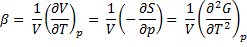 β = 1/V (∂V/∂T)_p = 1/V (−∂S/∂p) = 1/V (∂²G/∂T²)_p